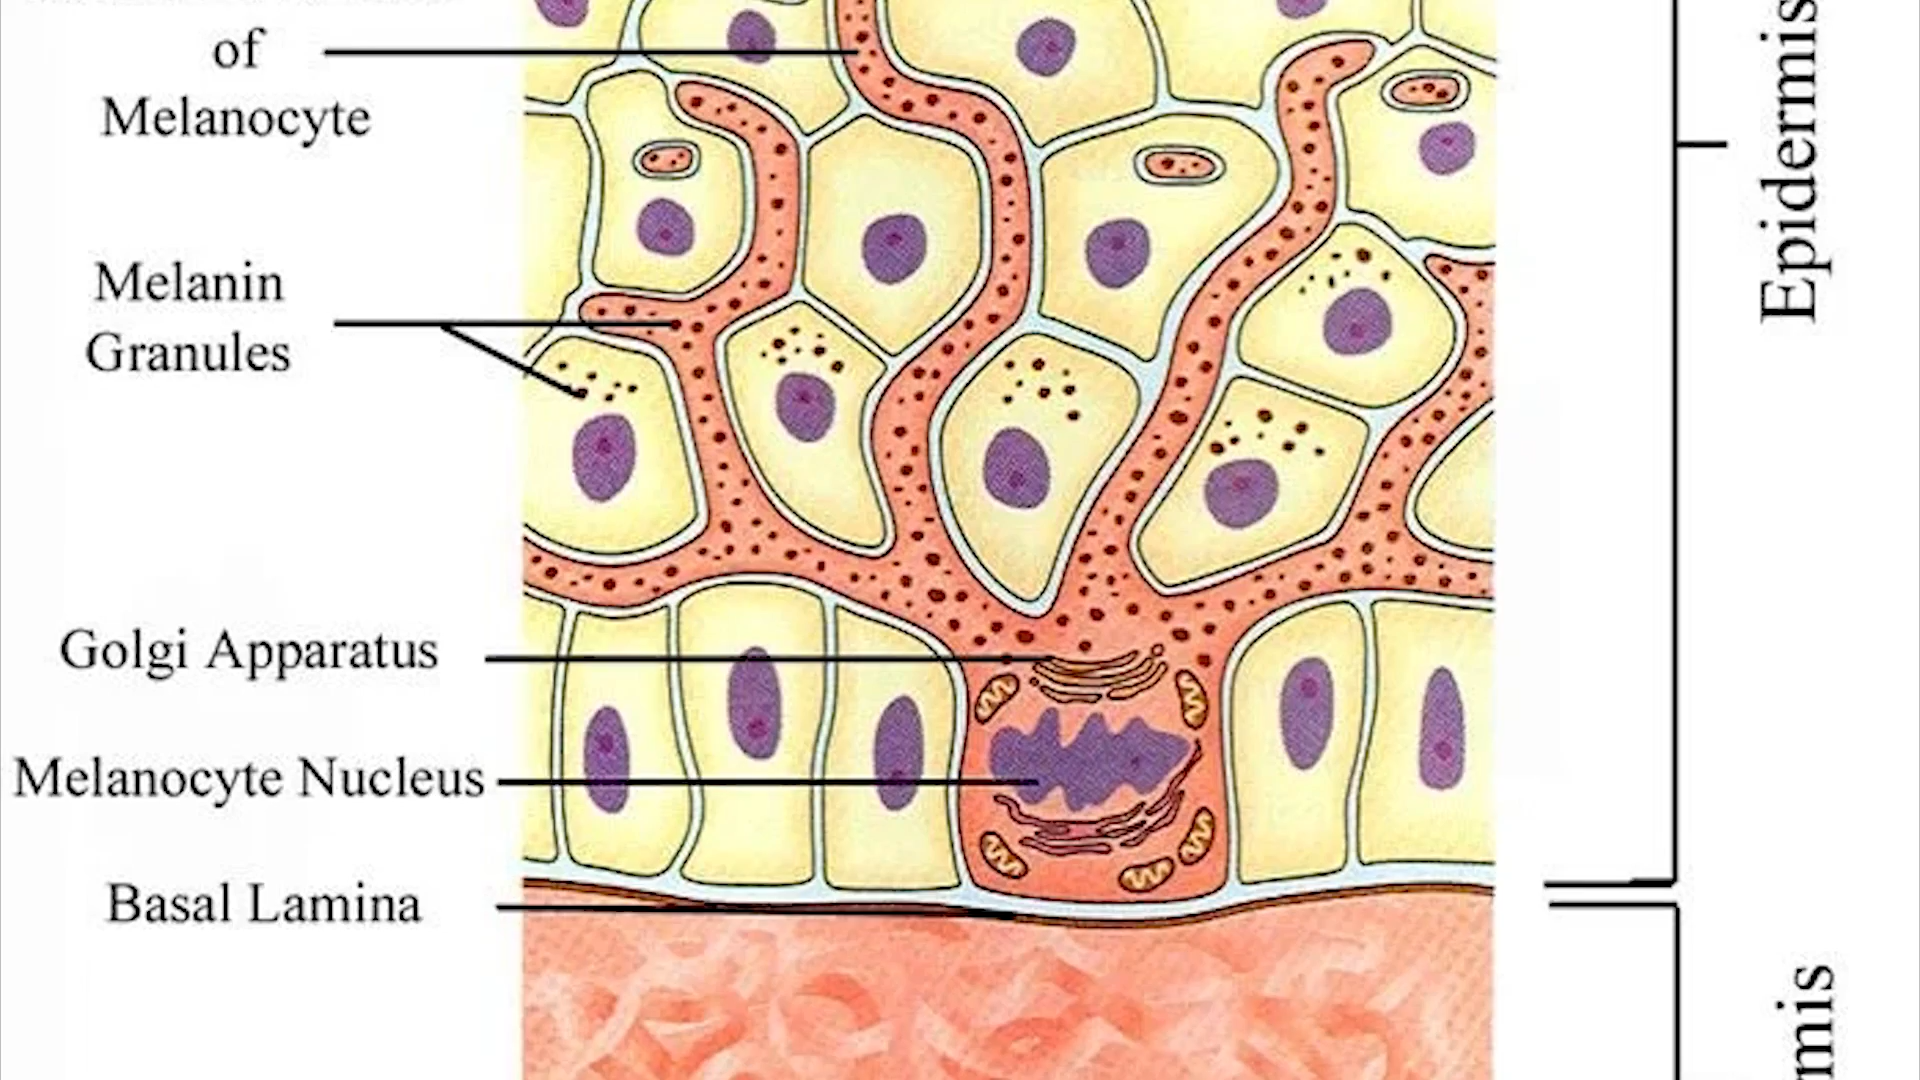 of
Melanocyte
Melanin
Granules
Golgi Apparatus
Melanocyte Nucleus
Basal Lamina
Epidermis